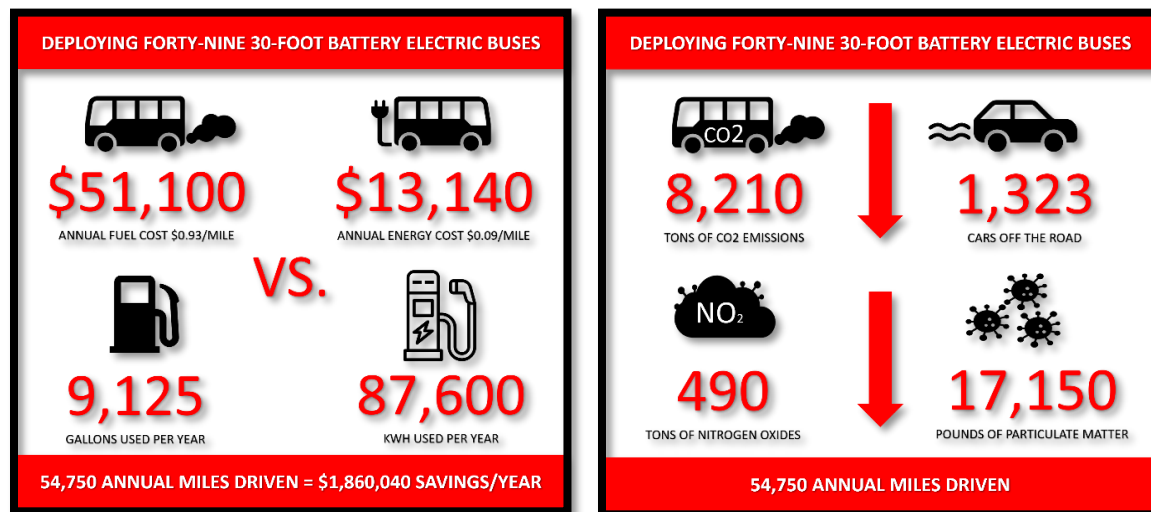 DEPLOYING FORTY-NINE 30-FOOT BATTERY ELECTRIC BUSES
$51,100
ANNUAL FUEL COST $0.93/MILE
$13,140
ANNUAL ENERGY COST $0.09/MILE
VS.
9,125
GALLONS USED PER YEAR
87,600
KWH USED PER YEAR
54,750 ANNUAL MILES DRIVEN = $1,860,040 SAVINGS/YEAR
DEPLOYING FORTY-NINE 30-FOOT BATTERY ELECTRIC BUSES
CO2
8,210
TONS OF CO2 EMISSIONS
1,323
CARS OFF THE ROAD
NO₂
490
TONS OF NITROGEN OXIDES
17,150
POUNDS OF PARTICULATE MATTER
54,750 ANNUAL MILES DRIVEN